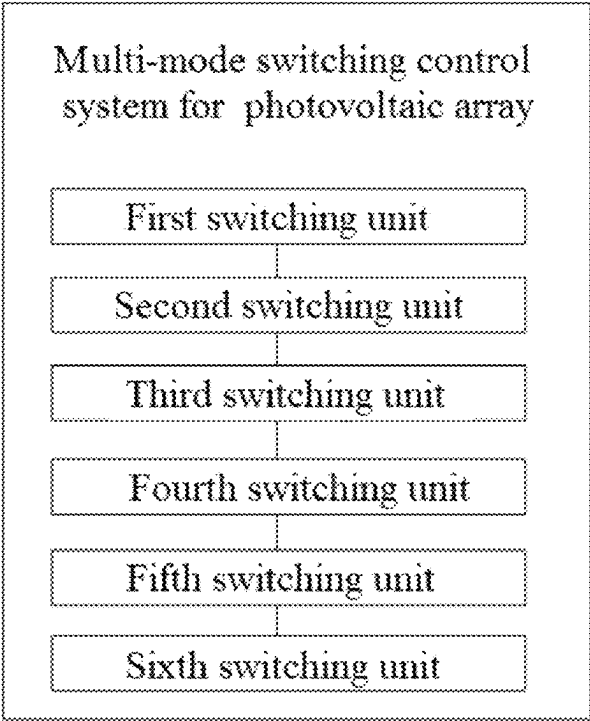 Multi-mode switching control
system for photovoltaic array
First switching unit
Second switching unit
Third switching unit
Fourth switching unit
Fifth switching unit
Sixth switching unit